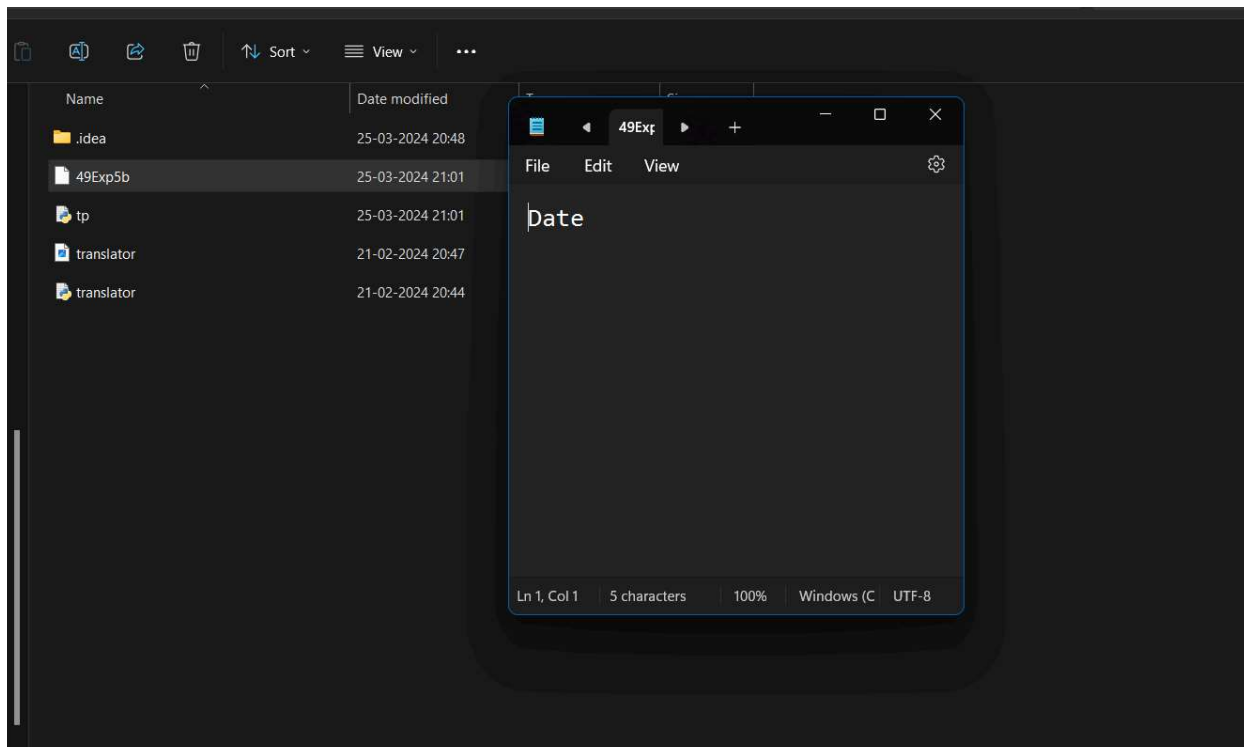 Sort
View
Name
Date modified
.idea
25-03-2024 20:48
49Exp5b
25-03-2024 21:01
tp
25-03-2024 21:01
translator
21-02-2024 20:47
translator
21-02-2024 20:44
49Exp
File Edit View
Date
Ln 1, Col 1 5 characters 100% Windows (C UTF-8